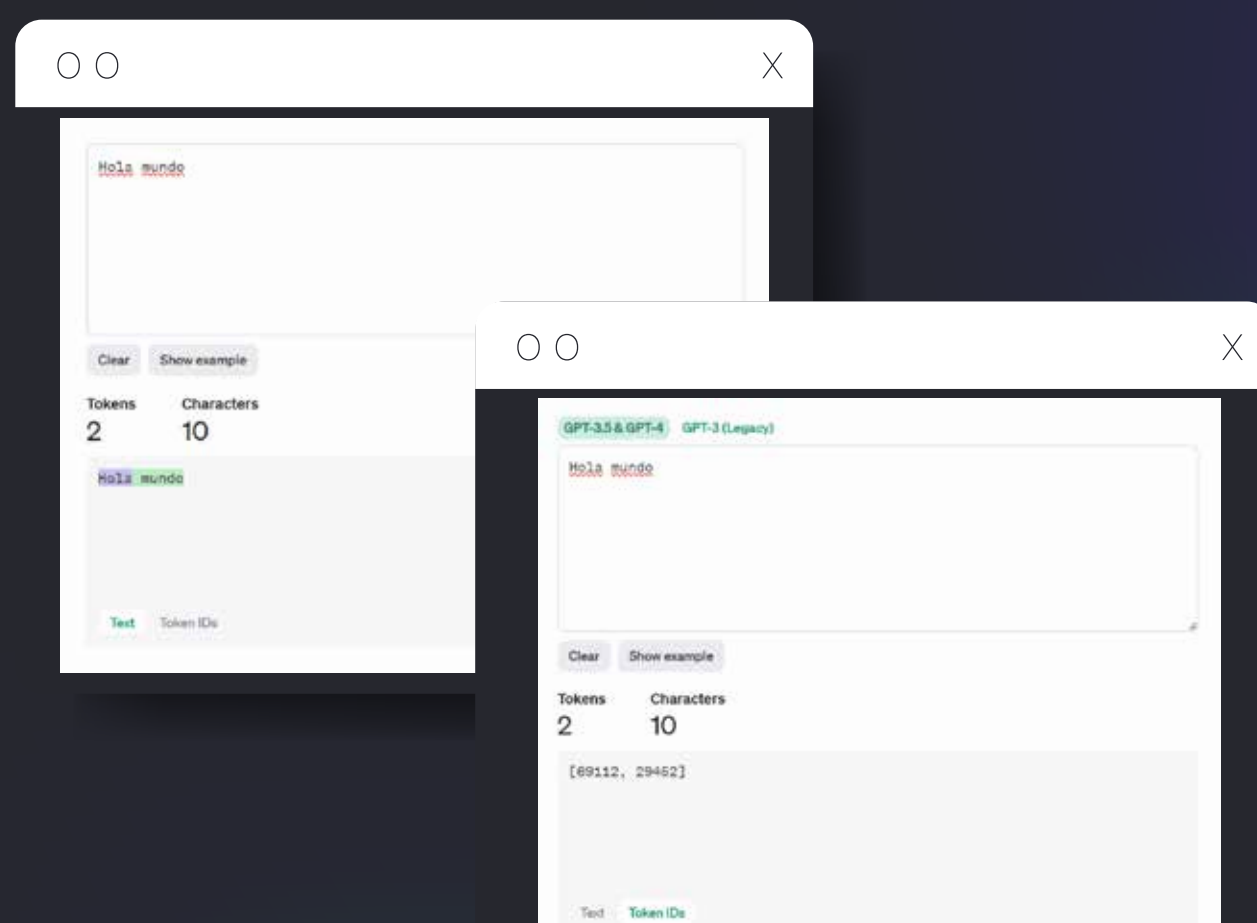 O O X
Hola mundo
Clear Show example
Tokens Characters
2 10
Hola mundo
Text Token IDs
O O X
GPT-3.5 & GPT-4 GPT-3 (Legacy)
Hola mundo
Clear Show example
Tokens Characters
2 10
[69112, 29452]
Text Token IDs